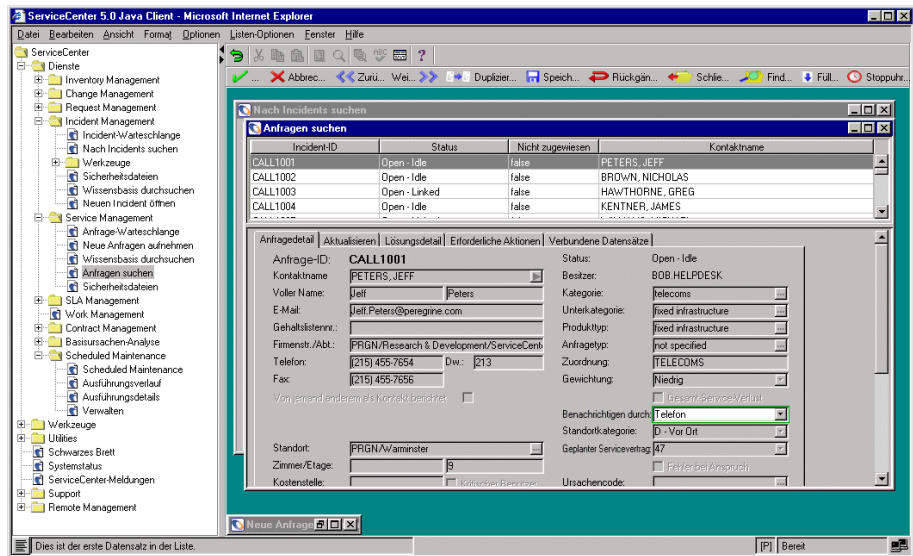 ServiceCenter 5.0 Java Client - Microsoft Internet Explorer
Datei Bearbeiten Ansicht Format Optionen Listen-Optionen Fenster Hilfe
ServiceCenter
Dienste
Inventory Management
Change Management
Request Management
Incident Management
Incident-Warteschlange
Nach Incidents suchen
Werkzeuge
Sicherheitsdateien
Wissensbasis durchsuchen
Neuen Incident öffnen
Service Management
Anfrage-Warteschlange
Neue Anfragen aufnehmen
Wissensbasis durchsuchen
Anfragen suchen
Sicherheitsdateien
SLA Management
Work Management
Contract Management
Basisursachen-Analyse
Scheduled Maintenance
Scheduled Maintenance
Ausführungsverlauf
Ausführungsdetails
Verwalten
Werkzeuge
Utilities
Schwarzes Brett
Systemstatus
ServiceCenter-Meldungen
Support
Remote Management
... Abbrec... Zurü... Wei... Duplizier... Speich... Rückgän... Schlie... Find... Füll... Stoppuhr...
Nach Incidents suchen
Anfragen suchen
Incident-ID Status Nicht zugewiesen Kontaktname
CALL1001 Open - Idle false PETERS, JEFF
CALL1002 Open - Idle false BROWN, NICHOLAS
CALL1003 Open - Linked false HAWTHORNE, GREG
CALL1004 Open - Idle false KENTNER, JAMES
Anfragedetail Aktualisieren Lösungsdetail Erforderliche Aktionen Verbundene Datensätze
Anfrage-ID: CALL1001 Status: Open - Idle
Kontaktname PETERS, JEFF Besitzer: BOB.HELPDESK
Voller Name: Jeff Peters Kategorie: telecoms
E-Mail: Jeff.Peters@peregrine.com Unterkategorie: fixed infrastructure
Gehaltslistennr.: Produkttyp: fixed infrastructure
Firmenstr./Abt.: PRGN/Research & Development/ServiceCent Anfragetyp: not specified
Telefon: (215) 455-7654 Dw.: 213 Zuordnung: TELECOMS
Fax: (215) 455-7656 Gewichtung: Niedrig
Von jemand anderem als Kontakt berichtet Gesamt-Service-Verlust
Benachrichtigen durch: Telefon
Standortkategorie: D - Vor Ort
Standort: PRGN/Warminster Geplanter Servicevertrag: 47
Zimmer/Etage: 9 Fehler bei Anspruch
Kostenstelle: Kritischer Benutzer Ursachencode:
Neue Anfrage
Dies ist der erste Datensatz in der Liste. [P] Bereit